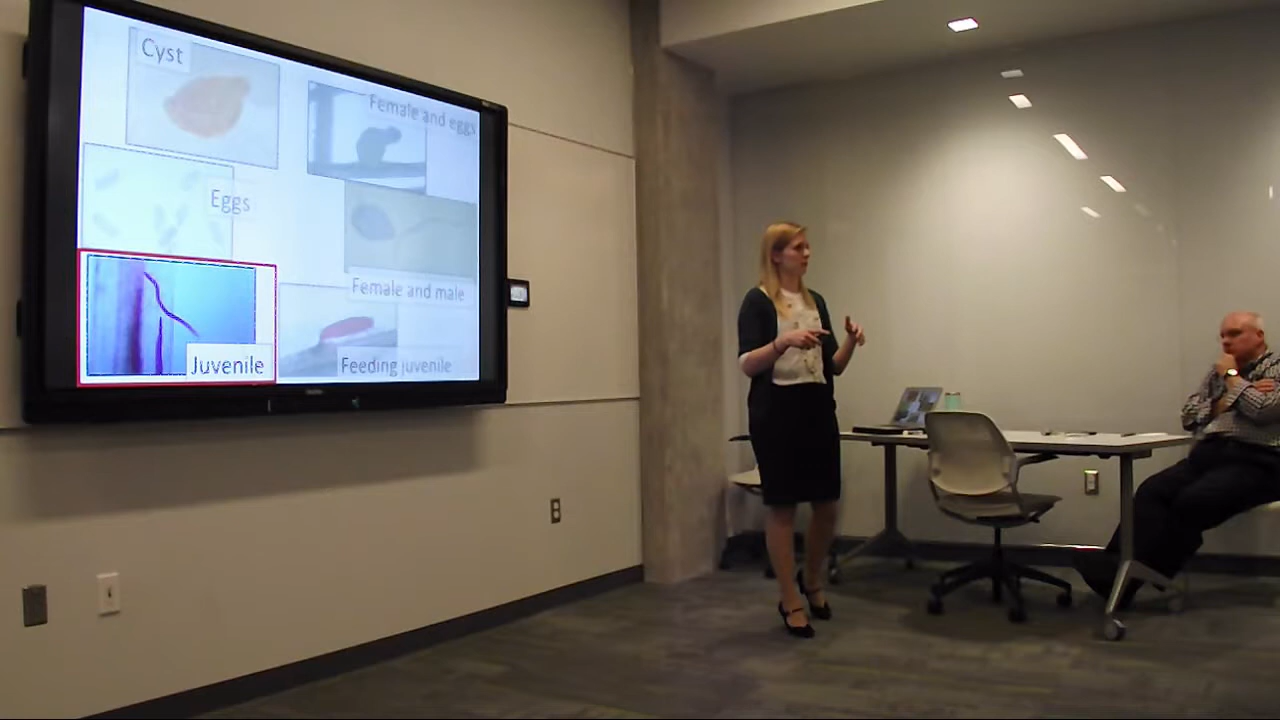 Cyst
Female and eggs
Eggs
Female and male
Juvenile
Feeding juvenile